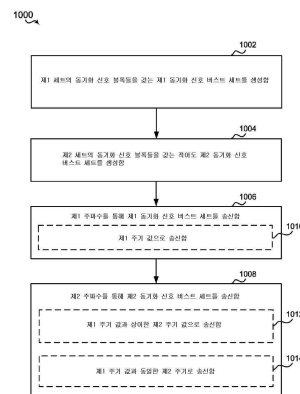 1000
1002
제1 세트의 동기화 신호 블록들을 갖는 제1 동기화 신호 버스트 세트를 생성함
1004
제2 세트의 동기화 신호 블록들을 갖는 적어도 제2 동기화 신호
버스트 세트를 생성함
1006
제1 주파수를 통해 제1 동기화 신호 버스트 세트를 송신함
1010
제1 주기 값으로 송신함
1008
제2 주파수를 통해 제2 동기화 신호 버스트 세트를 송신함
1012
제1 주기 값과 상이한 제2 주기 값으로 송신함
1014
제1 주기 값과 동일한 제2 주기로 송신함